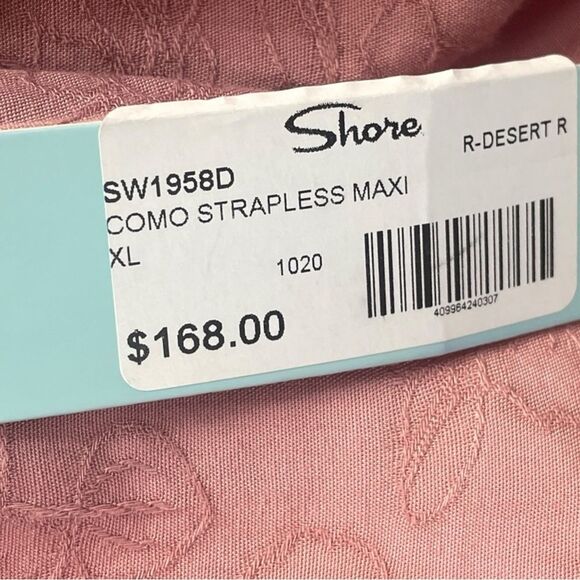 Shore
R-DESERT R
SW1958D
COMO STRAPLESS MAXI
XL
1020
409964240307
$168.00